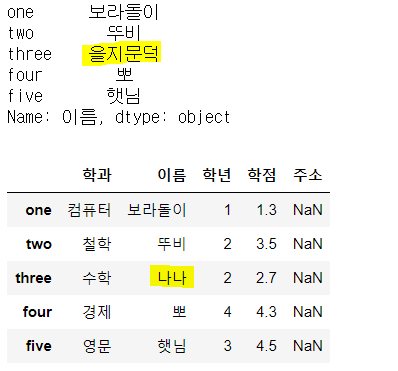 one 보라돌이
two 뚜비
three 을지문덕
four 뽀
five 햇님
Name: 이름, dtype: object
학과 이름 학년 학점 주소
one 컴퓨터 보라돌이 1 1.3 NaN
two 철학 뚜비 2 3.5 NaN
three 수학 나나 2 2.7 NaN
four 경제 뽀 4 4.3 NaN
five 영문 햇님 3 4.5 NaN